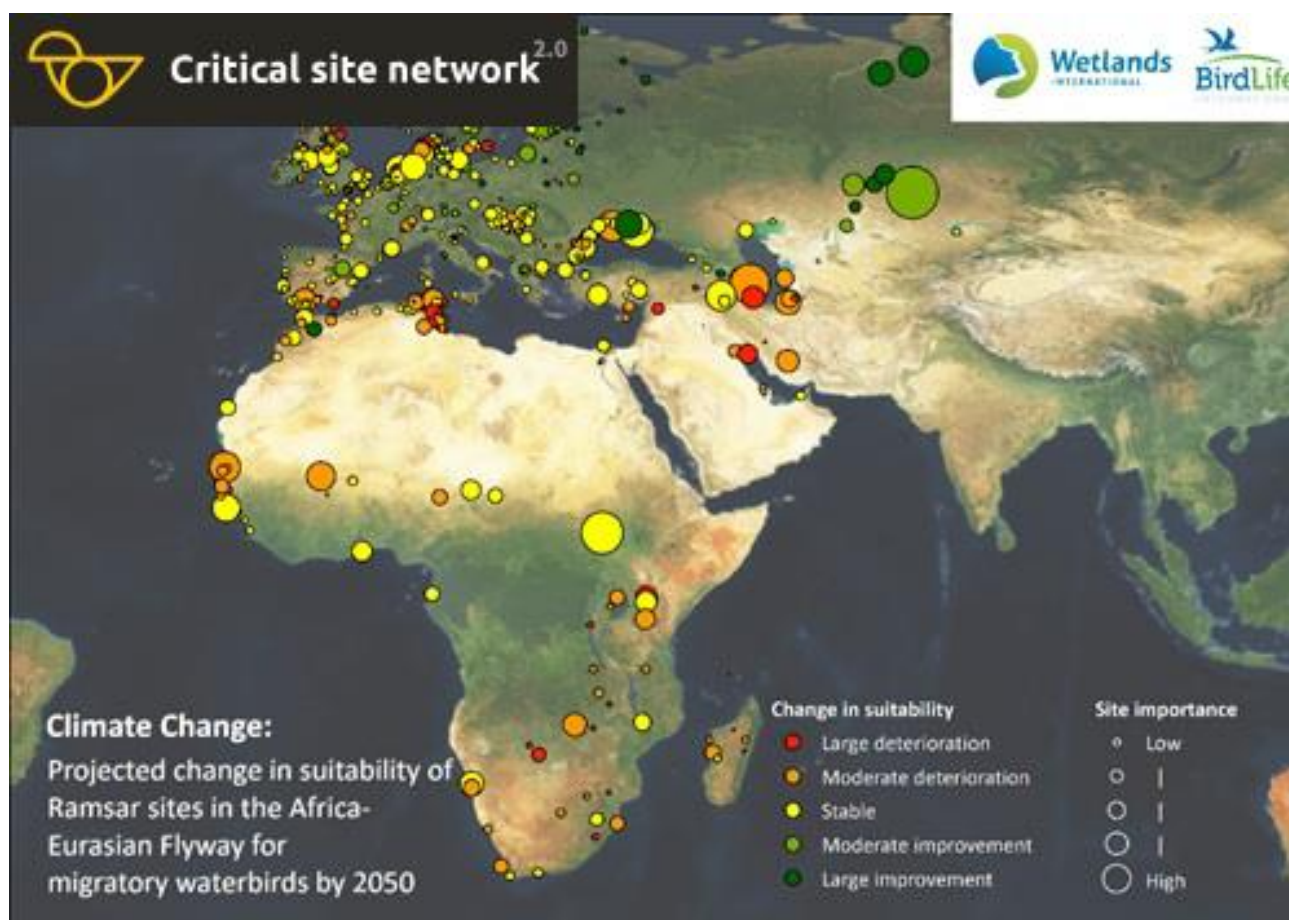 Critical site network 2.0
Wetlands
INTERNATIONAL
BirdLife
INTERNATIONAL
Climate Change:
Projected change in suitability of
Ramsar sites in the Africa-
Eurasian Flyway for
migratory waterbirds by 2050
Change in suitability
Large deterioration
Moderate deterioration
Stable
Moderate improvement
Large improvement
Site importance
Low
High